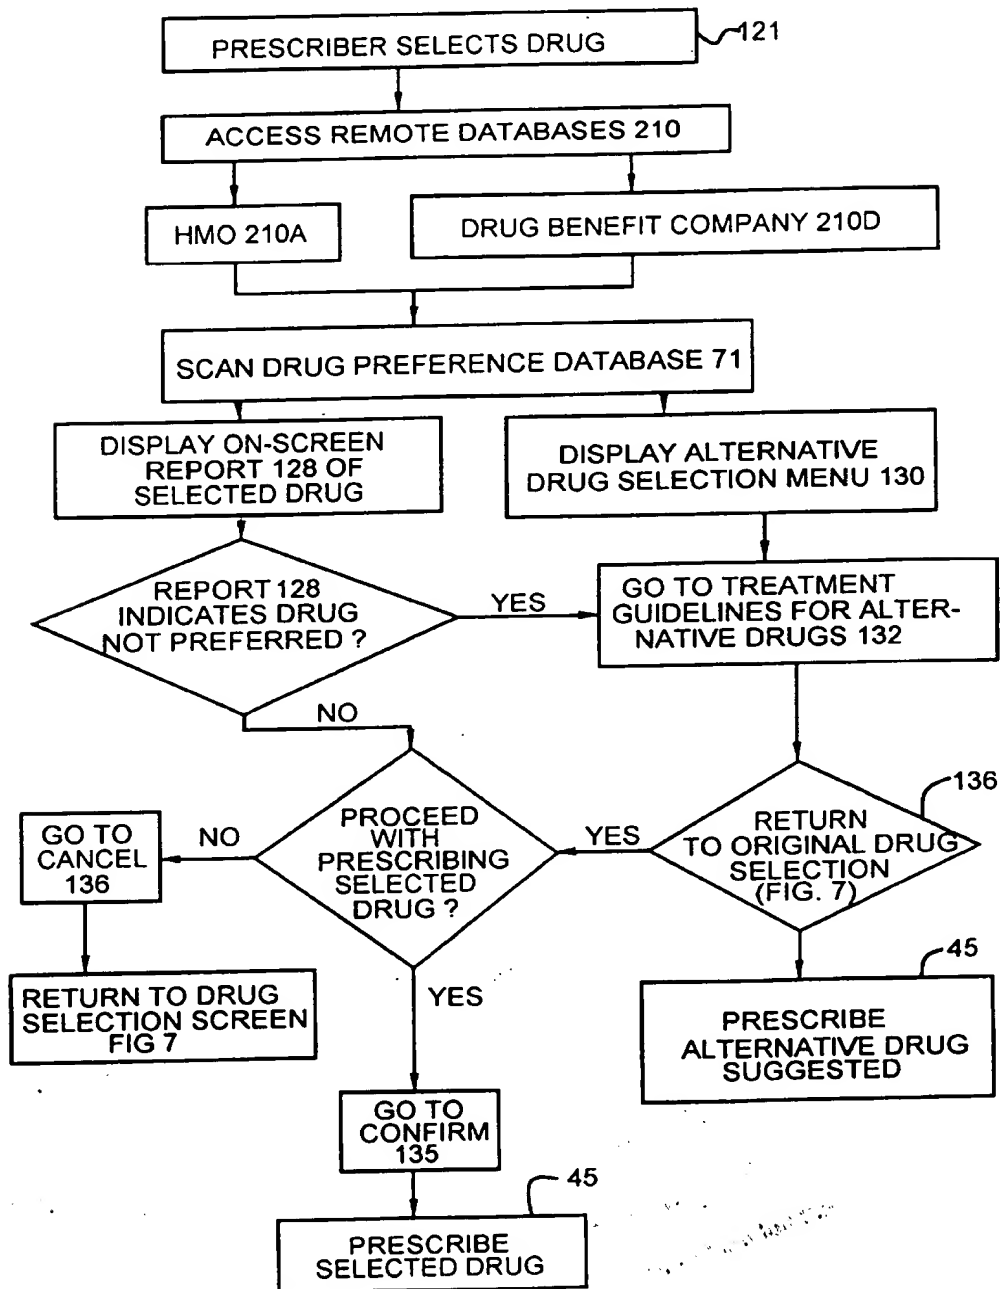 PRESCRIBER SELECTS DRUG
121
ACCESS REMOTE DATABASES 210
HMO 210A
DRUG BENEFIT COMPANY 210D
SCAN DRUG PREFERENCE DATABASE 71
DISPLAY ON-SCREEN
REPORT 128 OF
SELECTED DRUG
DISPLAY ALTERNATIVE
DRUG SELECTION MENU 130
REPORT 128
INDICATES DRUG
NOT PREFERRED ?
YES
GO TO TREATMENT
GUIDELINES FOR ALTER-
NATIVE DRUGS 132
NO
PROCEED
WITH
PRESCRIBING
SELECTED
DRUG ?
YES
RETURN
TO ORIGINAL DRUG
SELECTION
(FIG. 7)
136
NO
GO TO
CANCEL
136
RETURN TO DRUG
SELECTION SCREEN
FIG 7
YES
45
PRESCRIBE
ALTERNATIVE DRUG
SUGGESTED
GO TO
CONFIRM
135
45
PRESCRIBE
SELECTED DRUG